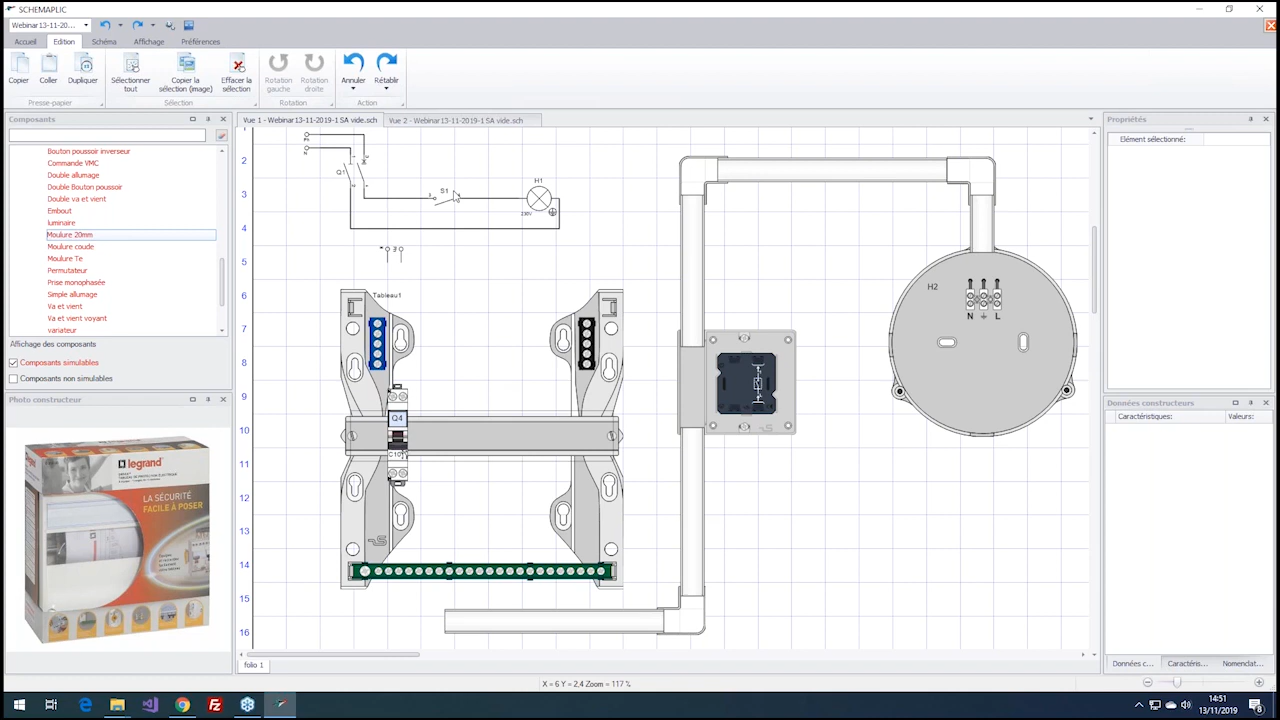 SCHEMAPLIC
Webinar13-11-20...
Accueil Edition Schéma Affichage Préférences
Copier Coller Dupliquer Sélectionner tout Copier la sélection (image) Effacer la sélection Rotation gauche Rotation droite Annuler Rétablir
Presse-papier Sélection Rotation Action
Composants
Vue 1 - Webinar13-11-2019-1 SA vide.sch
Vue 2 - Webinar13-11-2019-1 SA vide.sch
Propriétés
Elément sélectionné:
Bouton poussoir inverseur
Commande VMC
Double allumage
Double Bouton poussoir
Double va et vient
Embout
luminaire
Moulure 20mm
Moulure coude
Moulure Te
Permutateur
Prise monophasée
Simple allumage
Va et vient
Va et vient voyant
variateur
Affichage des composants
Composants simulables
Composants non simulables
Photo constructeur
legrand
LA SÉCURITÉ
FACILE À POSER
2
3
4
5
6
7
8
9
10
11
12
13
14
15
16
Q1
S1
H1
230V
3
Tableau1
Q4
C10
H2
N L
folio 1
Données constructeurs
Caractéristiques: Valeurs:
Données c... Caractéris... Nomendat...
X = 6 Y = 2,4 Zoom = 117 %
14:51
13/11/2019
6